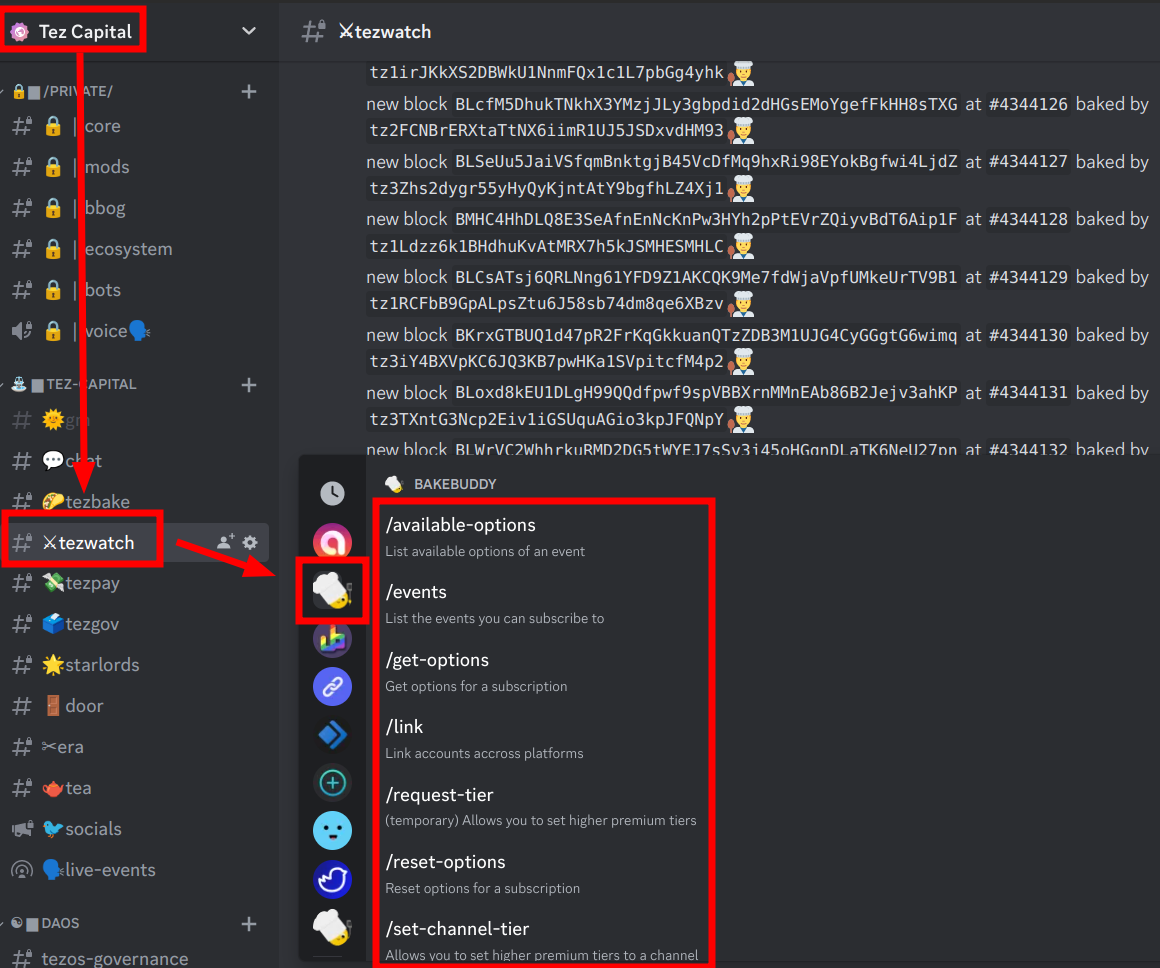 Tez Capital
/PRIVATE/
core
mods
bbog
ecosystem
bots
voice
TEZ-CAPITAL
gm
chat
tezbake
tezwatch
tezpay
tezgov
starlords
door
era
tea
socials
live-events
DAOS
tezos-governance
tezwatch
tz1irJKkXS2DBWkU1NnmFQx1c1L7pbGg4yhk
new block BLcfM5DhukTNkhX3YMzjJLy3gbpdid2dHGsEMoYgefFkHH8sTXG at #4344126 baked by
tz2FCNBrERXtaTtNX6iimR1UJ5JSDxvdHM93
new block BLSeUu5JaiVSfqmBnktgjB45VcDfMq9hxRi98EYokBgfwi4LjdZ at #4344127 baked by
tz3Zhs2dygr55yHyQyKjntAtY9bgfhLZ4Xj1
new block BMHC4HhDLQ8E3SeAfnEnNcKnPw3HYh2pPtEVrZQiyvBdT6Aip1F at #4344128 baked by
tz1Ldzz6k1BHdhuKvAtMRX7h5kJSMHESMHLC
new block BLCsATsj6QRLNng61YFD9Z1AKCQK9Me7fdWjaVpfUMkeUrTV9B1 at #4344129 baked by
tz1RCFbB9GpALpsZtu6J58sb74dm8qe6XBzv
new block BKrxGTBUQ1d47pR2FrKqGkkuanQTzZDB3M1UJG4CyGGgtG6wimq at #4344130 baked by
tz3iY4BXVpKC6JQ3KB7pwHKa1SVpitcfM4p2
new block BLoxd8kEU1DLgH99QQdfpwf9spVBBXrnMMnEAb86B2Jejv3ahKP at #4344131 baked by
tz3TXntG3Ncp2Eiv1iGSUquAGio3kpJFQNpY
new block at #4344132 baked by
BAKEBUDDY
/available-options
List available options of an event
/events
List the events you can subscribe to
/get-options
Get options for a subscription
/link
Link accounts accross platforms
/request-tier
(temporary) Allows you to set higher premium tiers
/reset-options
Reset options for a subscription
/set-channel-tier
Allows you to set higher premium tiers to a channel